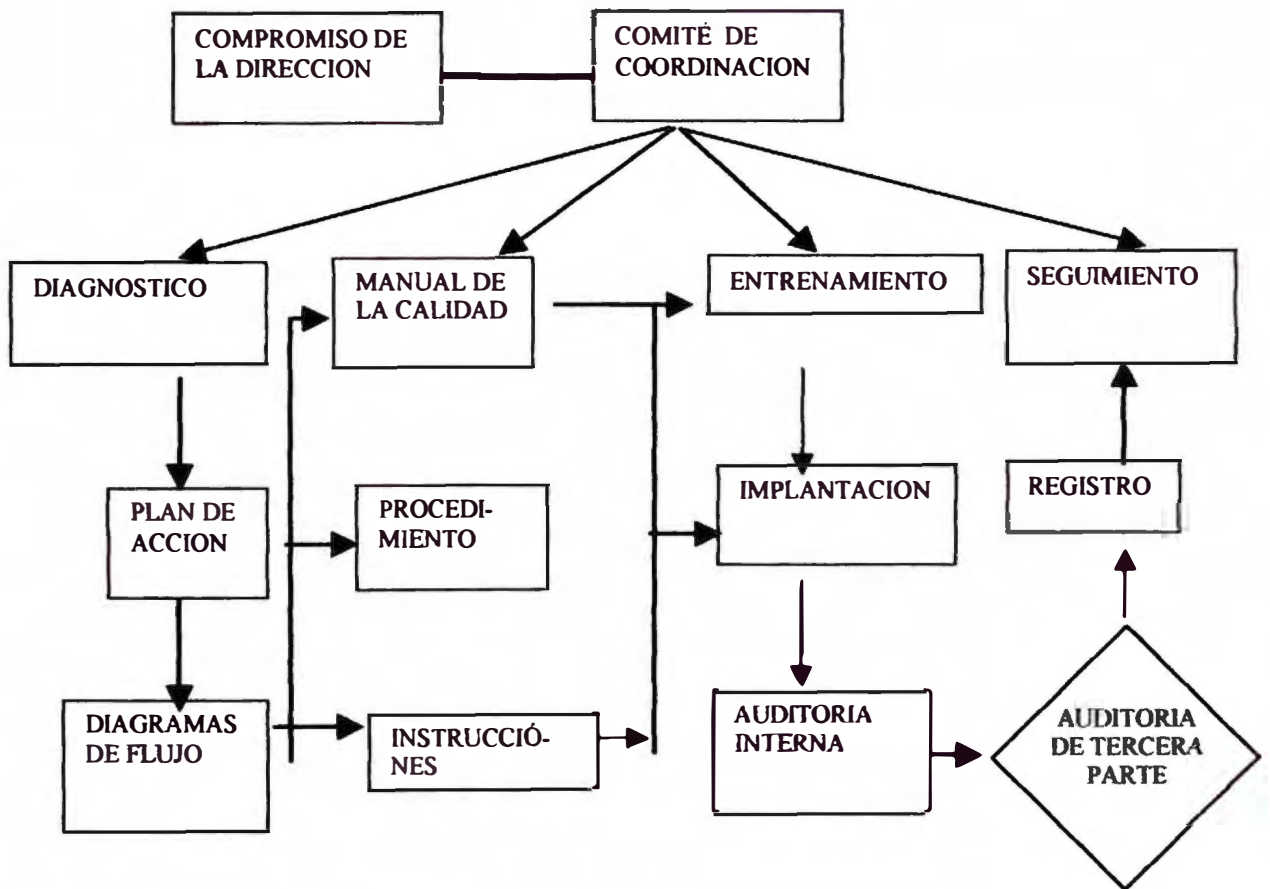 COMPROMISO DE
LA DIRECCION
COMITÉ DE
COORDINACION
DIAGNOSTICO
MANUAL DE
LA CALIDAD
ENTRENAMIENTO
SEGUIMIENTO
PLAN DE
ACCION
PROCEDI-
MIENTO
IMPLANTACION
REGISTRO
DIAGRAMAS
DE FLUJO
INSTRUCCIÓ-
NES
AUDITORIA
INTERNA
AUDITORIA
DE TERCERA
PARTE